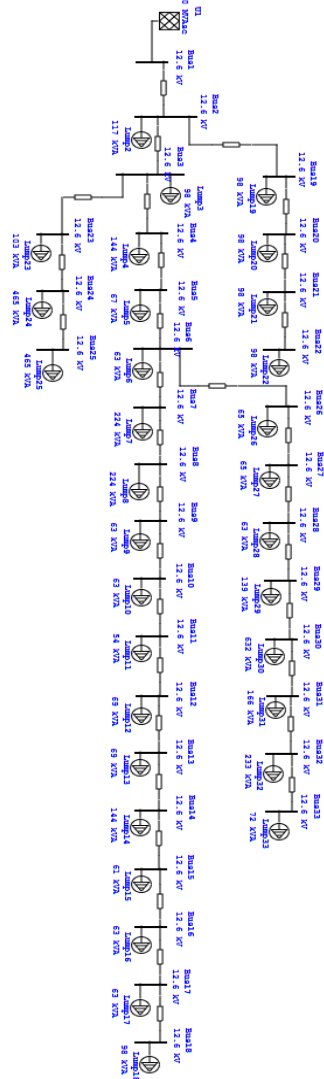 U1
0 MVAsc
Bus1
12.6 kV
Bus2
12.6 kV
Lump2
117 kVA
Bus3
12.6 kV
Lump3
98 kVA
Bus19
12.6 kV
Lump19
98 kVA
Bus20
12.6 kV
Lump20
98 kVA
Bus21
12.6 kV
Lump21
98 kVA
Bus22
12.6 kV
Lump22
98 kVA
Bus23
12.6 kV
Lump23
103 kVA
Bus24
12.6 kV
Lump24
465 kVA
Bus25
12.6 kV
Lump25
465 kVA
Bus4
12.6 kV
Lump4
144 kVA
Bus5
12.6 kV
Lump5
67 kVA
Bus6
12.6 kV
Lump6
63 kVA
Bus7
12.6 kV
Lump7
224 kVA
Bus8
12.6 kV
Lump8
224 kVA
Bus9
12.6 kV
Lump9
63 kVA
Bus10
12.6 kV
Lump10
63 kVA
Bus11
12.6 kV
Lump11
54 kVA
Bus12
12.6 kV
Lump12
69 kVA
Bus13
12.6 kV
Lump13
69 kVA
Bus14
12.6 kV
Lump14
144 kVA
Bus15
12.6 kV
Lump15
61 kVA
Bus16
12.6 kV
Lump16
63 kVA
Bus17
12.6 kV
Lump17
63 kVA
Bus18
12.6 kV
Lump18
98 kVA
Bus26
12.6 kV
Lump26
65 kVA
Bus27
12.6 kV
Lump27
65 kVA
Bus28
12.6 kV
Lump28
63 kVA
Bus29
12.6 kV
Lump29
139 kVA
Bus30
12.6 kV
Lump30
632 kVA
Bus31
12.6 kV
Lump31
166 kVA
Bus32
12.6 kV
Lump32
233 kVA
Bus33
12.6 kV
Lump33
72 kVA